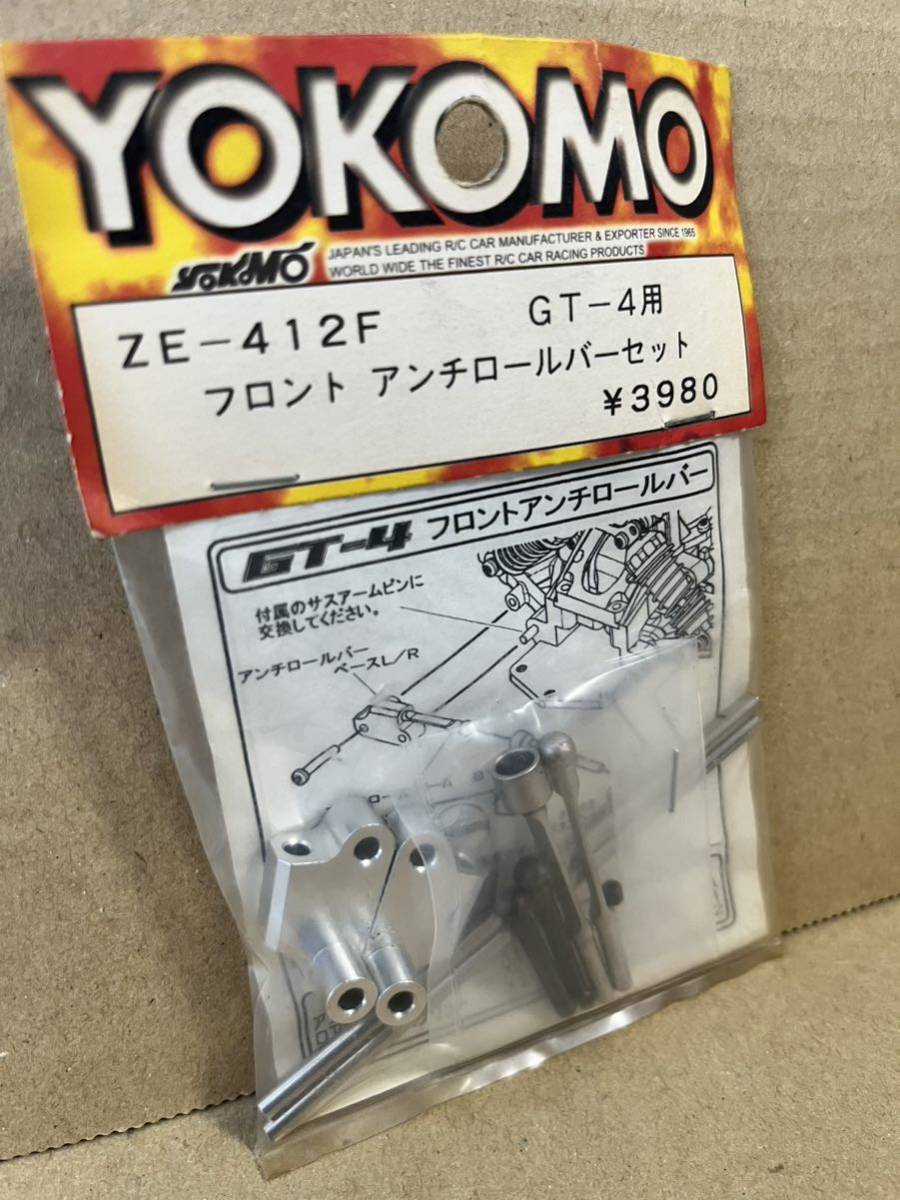 YOKOMO
YOKOMO
JAPAN'S LEADING R/C CAR MANUFACTURER & EXPORTER SINCE 1965
WORLD WIDE THE FINEST R/C CAR RACING PRODUCTS
ZE-412F GT-4用
フロント アンチロールバーセット
¥3980
GT-4 フロントアンチロールバー
付属のサスアームピンに
交換してください。
アンチロールバー
ベースL/R